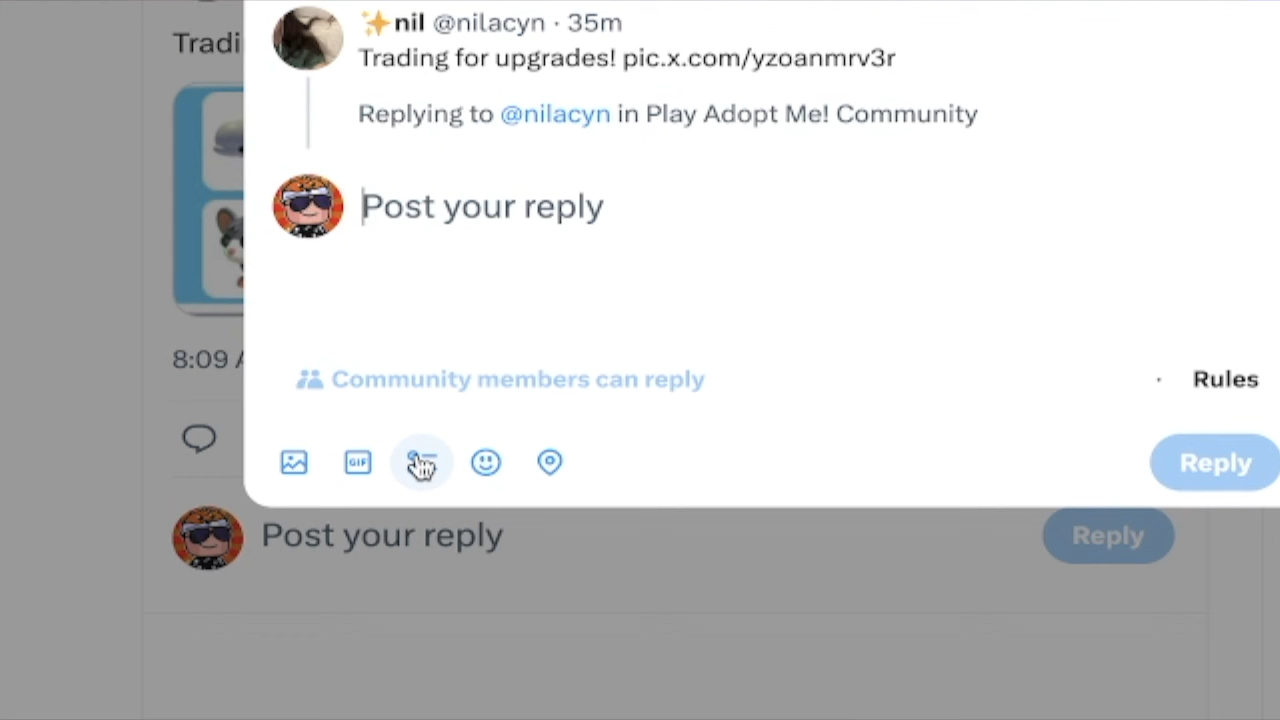 ✨nil @nilacyn · 35m
Tradi
Trading for upgrades! pic.x.com/yzoanmrv3r
Replying to @nilacyn in Play Adopt Me! Community
Post your reply
8:09 A
Community members can reply
· Rules
GIF
Reply
Post your reply
Reply